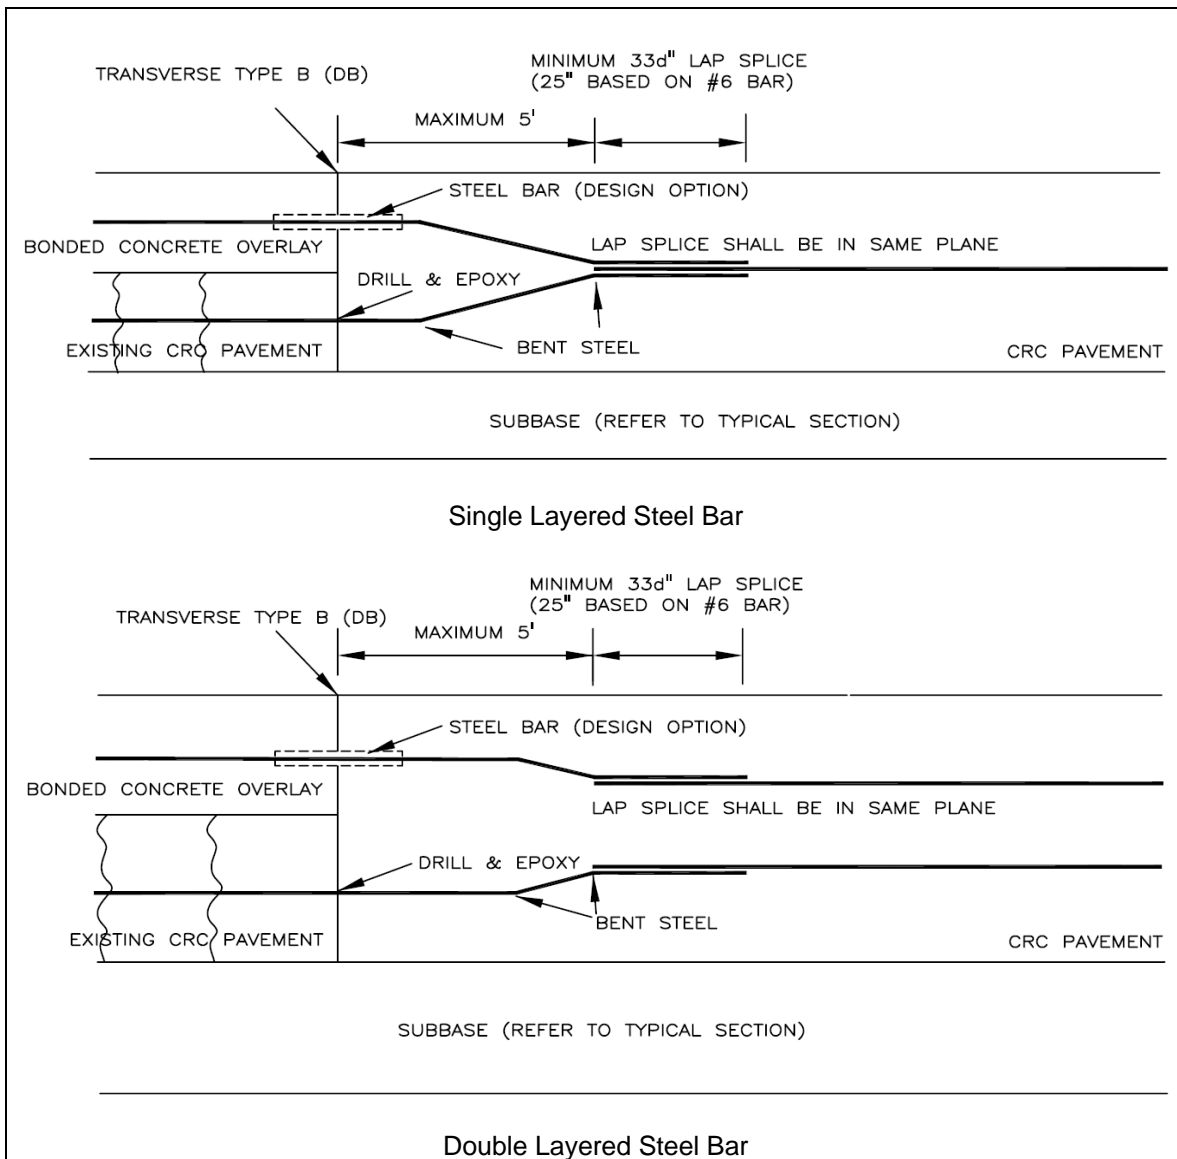 MINIMUM 33d" LAP SPLICE
(25" BASED ON #6 BAR)
TRANSVERSE TYPE B (DB)
MAXIMUM 5'
STEEL BAR (DESIGN OPTION)
BONDED CONCRETE OVERLAY
LAP SPLICE SHALL BE IN SAME PLANE
DRILL & EPOXY
BENT STEEL
EXISTING CRC PAVEMENT
CRC PAVEMENT
SUBBASE (REFER TO TYPICAL SECTION)
Single Layered Steel Bar
MINIMUM 33d" LAP SPLICE
(25" BASED ON #6 BAR)
TRANSVERSE TYPE B (DB)
MAXIMUM 5'
STEEL BAR (DESIGN OPTION)
BONDED CONCRETE OVERLAY
LAP SPLICE SHALL BE IN SAME PLANE
DRILL & EPOXY
BENT STEEL
EXISTING CRC PAVEMENT
CRC PAVEMENT
SUBBASE (REFER TO TYPICAL SECTION)
Double Layered Steel Bar